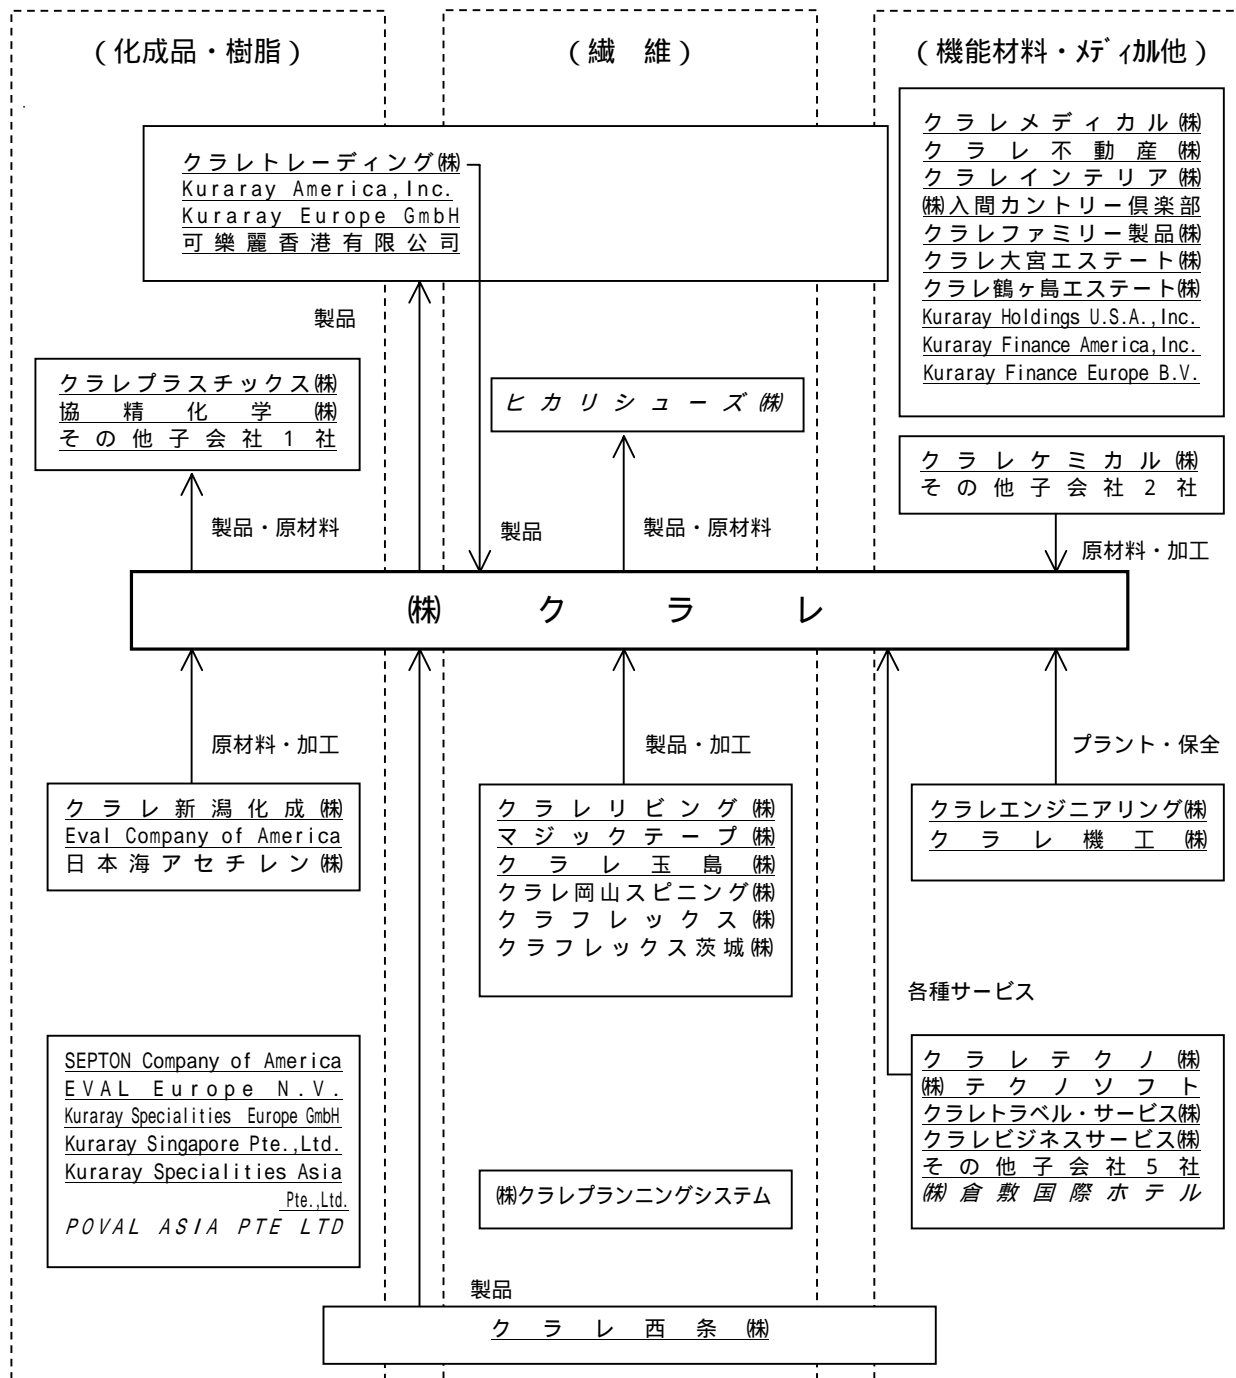 （化成品・樹脂）
（繊　維）
（機能材料・ﾒﾃﾞｨｶﾙ他）
クラレトレーディング㈱
Kuraray America,Inc.
Kuraray Europe GmbH
可樂麗香港有限公司
クラレメディカル㈱
クラレ不動産㈱
クラレインテリア㈱
㈱入間カントリー倶楽部
クラレファミリー製品㈱
クラレ大宮エステート㈱
クラレ鶴ヶ島エステート㈱
Kuraray Holdings U.S.A.,Inc.
Kuraray Finance America,Inc.
Kuraray Finance Europe B.V.
製品
クラレプラスチックス㈱
協精化学㈱
その他子会社1社
ヒカリシューズ㈱
クラレケミカル㈱
その他子会社2社
製品・原材料
製品
製品・原材料
原材料・加工
㈱クラレ
原材料・加工
製品・加工
プラント・保全
クラレ新潟化成㈱
Eval Company of America
日本海アセチレン㈱
クラレリビング㈱
マジックテープ㈱
クラレ玉島㈱
クラレ岡山スピニング㈱
クラフレックス㈱
クラフレックス茨城㈱
クラレエンジニアリング㈱
クラレ機工㈱
各種サービス
SEPTON Company of America
EVAL Europe N.V.
Kuraray Specialities Europe GmbH
Kuraray Singapore Pte.,Ltd.
Kuraray Specialities Asia
Pte.,Ltd.
POVAL ASIA PTE LTD
㈱クラレプランニングシステム
クラレテクノ㈱
㈱テクノソフト
クラレトラベル・サービス㈱
クラレビジネスサービス㈱
その他子会社5社
㈱倉敷国際ホテル
製品
クラレ西条㈱